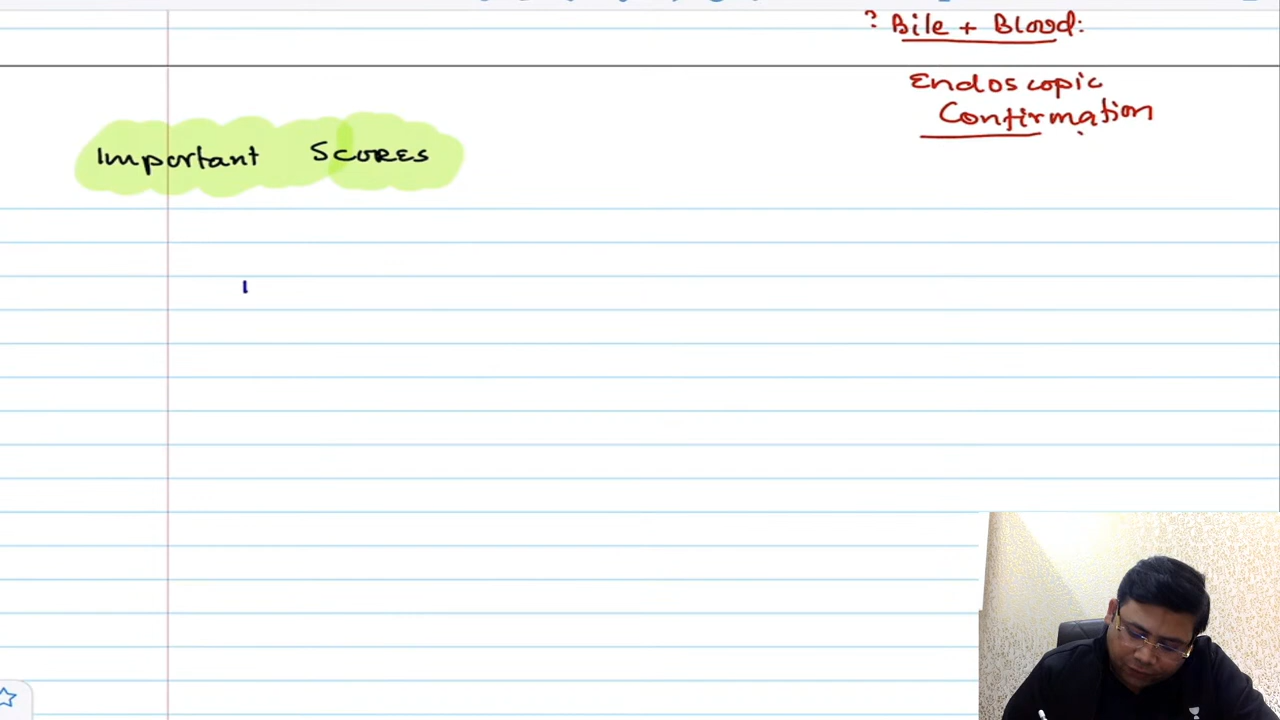 ? Bile + Blood:
Endoscopic
Confirmation
Important SCORES